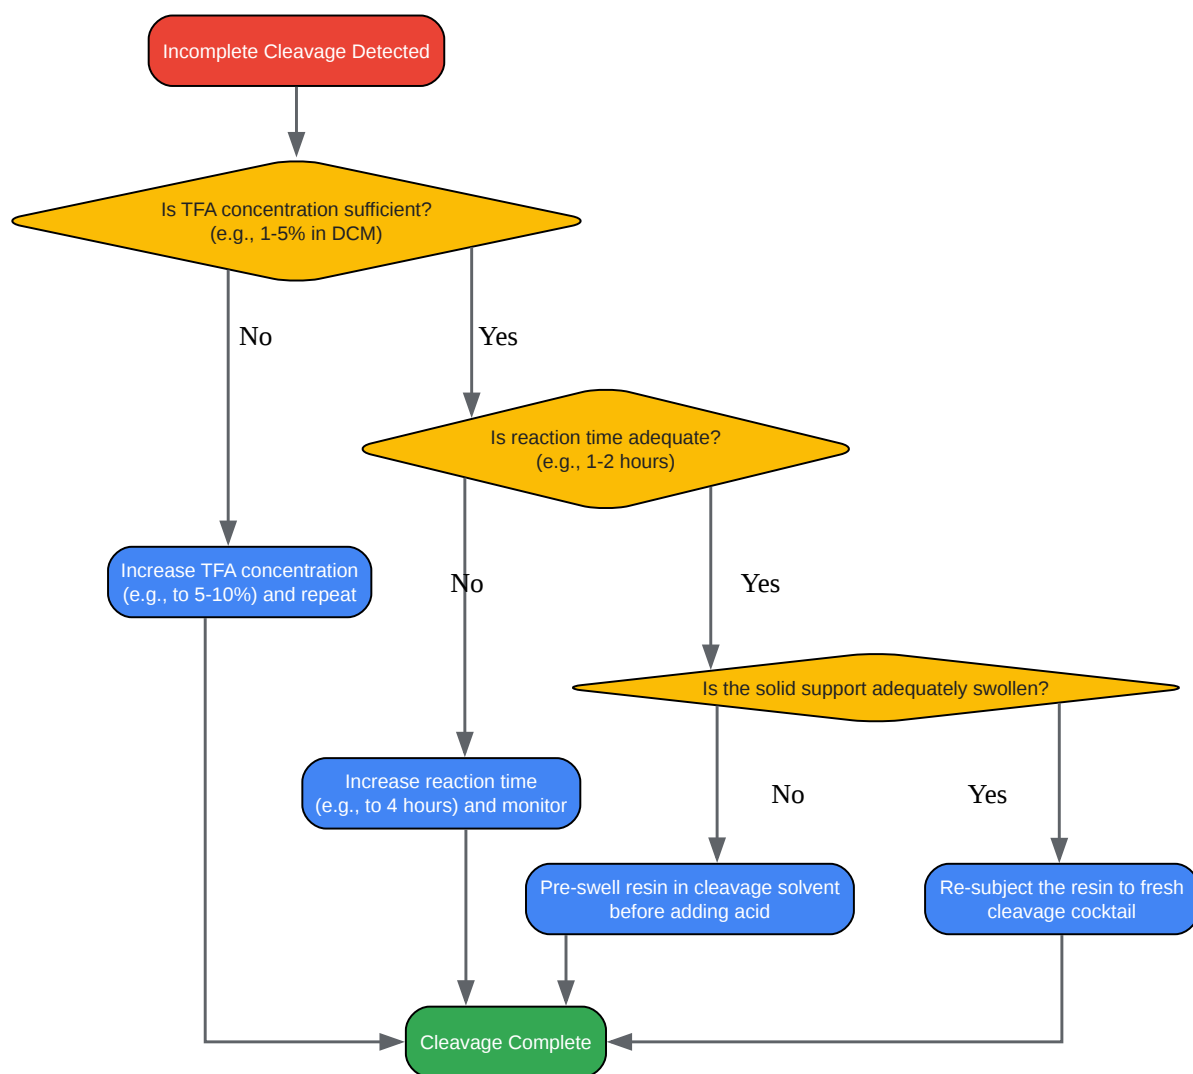 Incomplete Cleavage Detected
Is TFA concentration sufficient?
(e.g., 1-5% in DCM)
No
Yes
Is reaction time adequate?
(e.g., 1-2 hours)
Increase TFA concentration
(e.g., to 5-10%) and repeat
No
Yes
Is the solid support adequately swollen?
Increase reaction time
(e.g., to 4 hours) and monitor
No
Yes
Pre-swell resin in cleavage solvent
before adding acid
Re-subject the resin to fresh
cleavage cocktail
Cleavage Complete